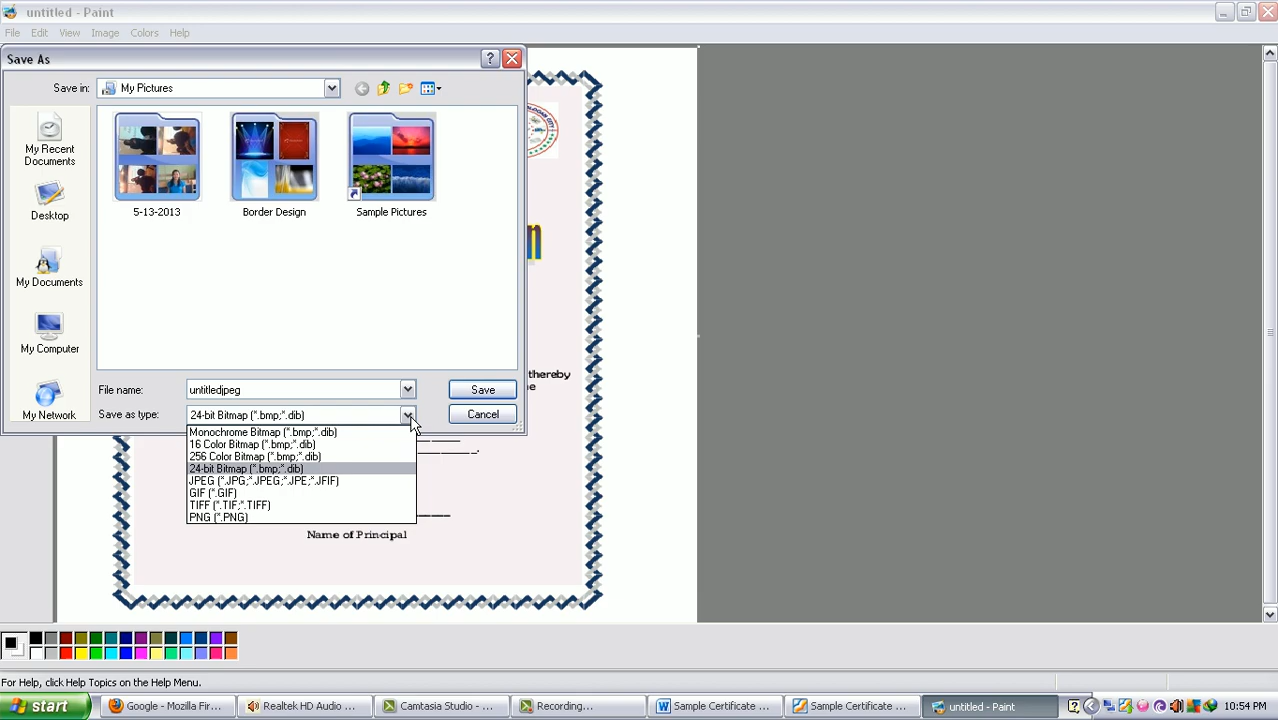 untitled - Paint
File Edit View Image Colors Help
Save As
Save in: My Pictures
My Recent
Documents
Desktop
My Documents
My Computer
My Network
5-13-2013
Border Design
Sample Pictures
thereby
File name: untitledjpeg
Save
Save as type: 24-bit Bitmap (*.bmp;*.dib)
Cancel
Monochrome Bitmap (*.bmp;*.dib)
16 Color Bitmap (*.bmp;*.dib)
256 Color Bitmap (*.bmp;*.dib)
24-bit Bitmap (*.bmp;*.dib)
JPEG (*.JPG;*.JPEG;*.JPE;*.JFIF)
GIF (*.GIF)
TIFF (*.TIF;*.TIFF)
PNG (*.PNG)
Name of Principal
For Help, click Help Topics on the Help Menu.
start
Google - Mozilla Fir...
Realtek HD Audio ...
Camtasia Studio - ...
Recording...
Sample Certificate ...
Sample Certificate ...
untitled - Paint
10:54 PM